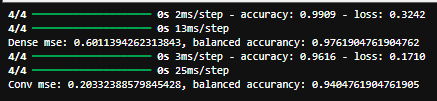 4/4 ━━━━━━━━━━━━━━━━━━━━ 0s 2ms/step - accuracy: 0.9909 - loss: 0.3242
4/4 ━━━━━━━━━━━━━━━━━━━━ 0s 13ms/step
Dense mse: 0.6011394262313843, balanced accuracy: 0.9761904761904762
4/4 ━━━━━━━━━━━━━━━━━━━━ 0s 3ms/step - accuracy: 0.9616 - loss: 0.1710
4/4 ━━━━━━━━━━━━━━━━━━━━ 0s 25ms/step
Conv mse: 0.20332388579845428, balanced accuracy: 0.9404761904761905